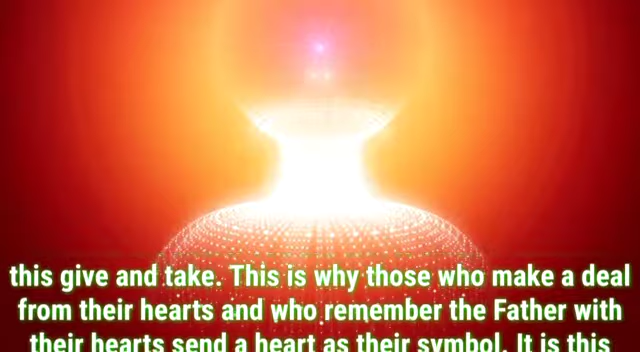 this give and take. This is why those who make a deal
from their hearts and who remember the Father with
their hearts send a heart as their symbol. It is this